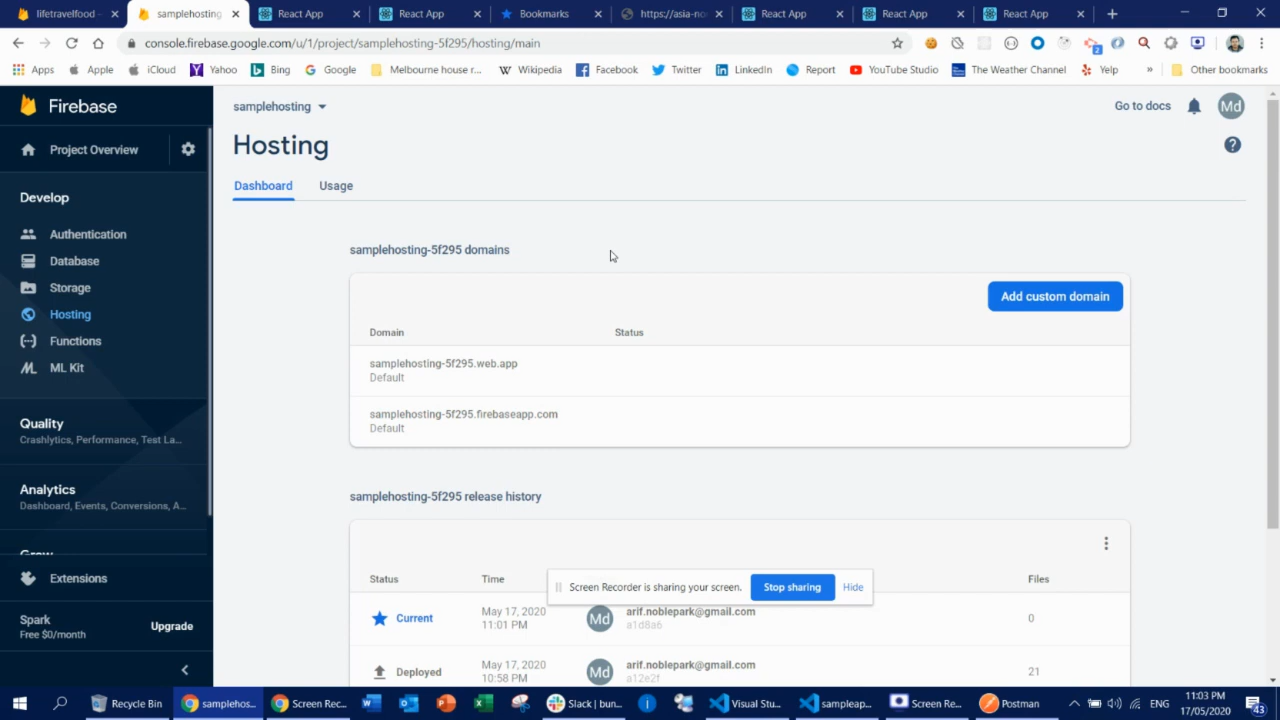 lifetravelfood
samplehosting
React App
React App
Bookmarks
https://asia-no
React App
React App
React App
console.firebase.google.com/u/1/project/samplehosting-5f295/hosting/main
2
Apps
Apple
iCloud
Yahoo
Bing
Google
Melbourne house r...
Wikipedia
Facebook
Twitter
LinkedIn
Report
YouTube Studio
The Weather Channel
Yelp
»
Other bookmarks
Firebase
samplehosting
Go to docs
Md
Project Overview
Hosting
Dashboard
Usage
Develop
Authentication
Database
Storage
Hosting
Functions
ML Kit
samplehosting-5f295 domains
Add custom domain
Domain
Status
samplehosting-5f295.web.app
Default
samplehosting-5f295.firebaseapp.com
Default
Quality
Crashlytics, Performance, Test La...
Analytics
Dashboard, Events, Conversions, A...
Grow
Extensions
Spark
Free $0/month
Upgrade
samplehosting-5f295 release history
Status
Time
Files
Screen Recorder is sharing your screen.
Stop sharing
Hide
Current
May 17, 2020
11:01 PM
Md
arif.noblepark@gmail.com
a1d8a6
0
Deployed
May 17, 2020
10:58 PM
Md
arif.noblepark@gmail.com
a12e2f
21
Recycle Bin
samplehos...
Screen Rec...
Slack | bun...
Visual Stu...
sampleap...
Screen Re...
Postman
ENG
11:03 PM
17/05/2020
43